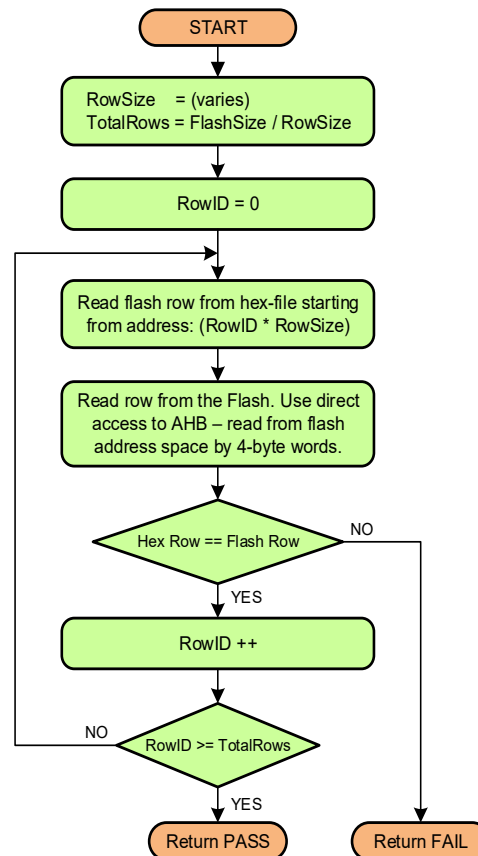 START
RowSize = (varies)
TotalRows = FlashSize / RowSize
RowID = 0
Read flash row from hex-file starting
from address: (RowID * RowSize)
Read row from the Flash. Use direct
access to AHB – read from flash
address space by 4-byte words.
Hex Row == Flash Row
NO
YES
RowID ++
NO
RowID >= TotalRows
YES
Return PASS
Return FAIL